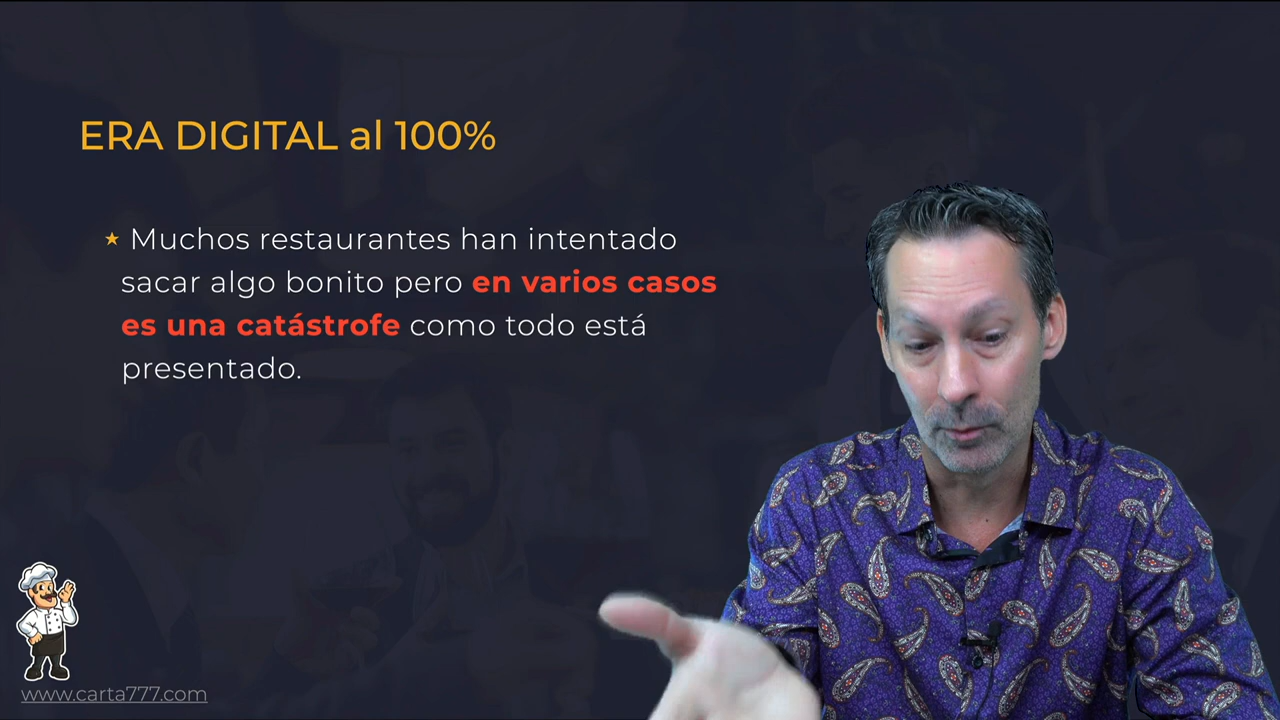 ERA DIGITAL al 100%
★ Muchos restaurantes han intentado
sacar algo bonito pero en varios casos
es una catástrofe como todo está
presentado.
www.carta777.com